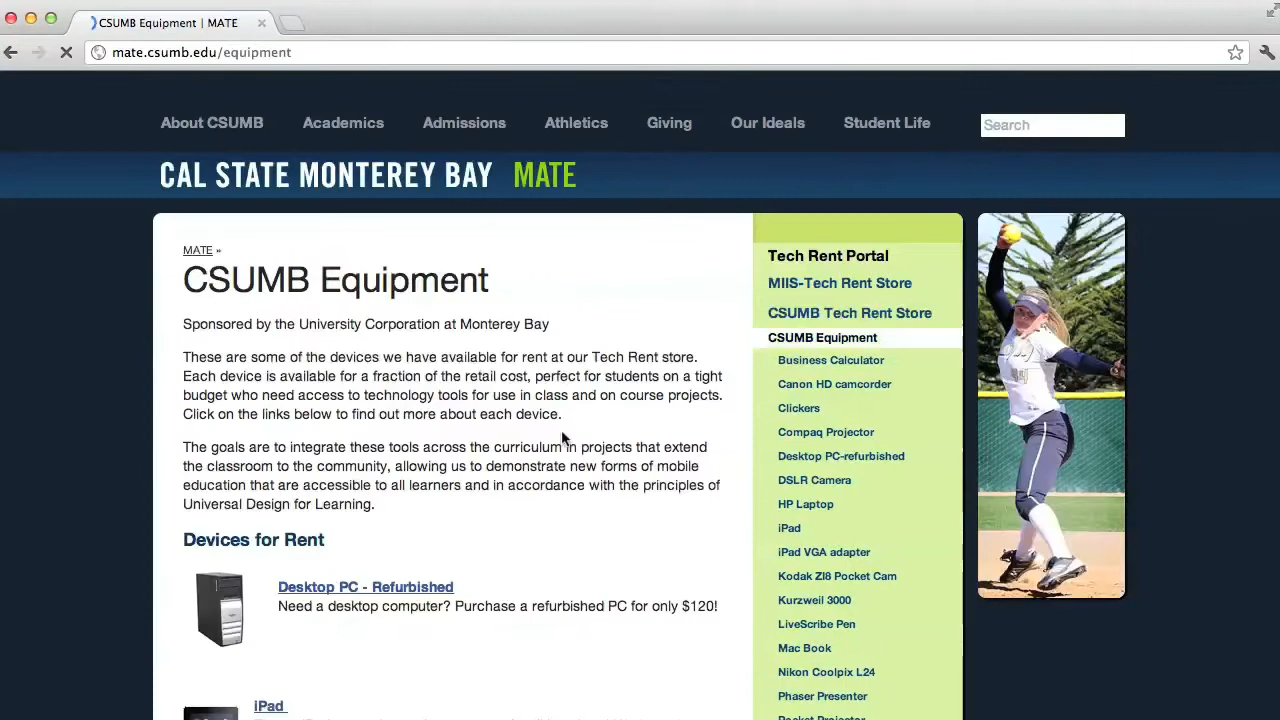 CSUMB Equipment | MATE
mate.csumb.edu/equipment
About CSUMB Academics Admissions Athletics Giving Our Ideals Student Life Search
CAL STATE MONTEREY BAY MATE
MATE »
CSUMB Equipment
Sponsored by the University Corporation at Monterey Bay
These are some of the devices we have available for rent at our Tech Rent store.
Each device is available for a fraction of the retail cost, perfect for students on a tight
budget who need access to technology tools for use in class and on course projects.
Click on the links below to find out more about each device.
The goals are to integrate these tools across the curriculum in projects that extend
the classroom to the community, allowing us to demonstrate new forms of mobile
education that are accessible to all learners and in accordance with the principles of
Universal Design for Learning.
Devices for Rent
Desktop PC - Refurbished
Need a desktop computer? Purchase a refurbished PC for only $120!
iPad
Tech Rent Portal
MIIS-Tech Rent Store
CSUMB Tech Rent Store
CSUMB Equipment
Business Calculator
Canon HD camcorder
Clickers
Compaq Projector
Desktop PC-refurbished
DSLR Camera
HP Laptop
iPad
iPad VGA adapter
Kodak ZI8 Pocket Cam
Kurzweil 3000
LiveScribe Pen
Mac Book
Nikon Coolpix L24
Phaser Presenter
Pocket Projector